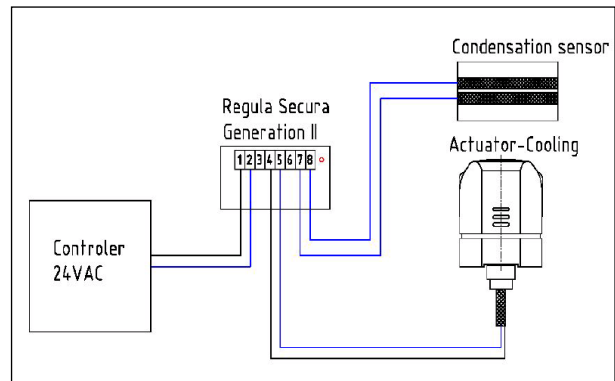 Condensation sensor
Regula Secura
Generation II
Actuator-Cooling
1 2 3 4 5 6 7 8
Controler
24VAC